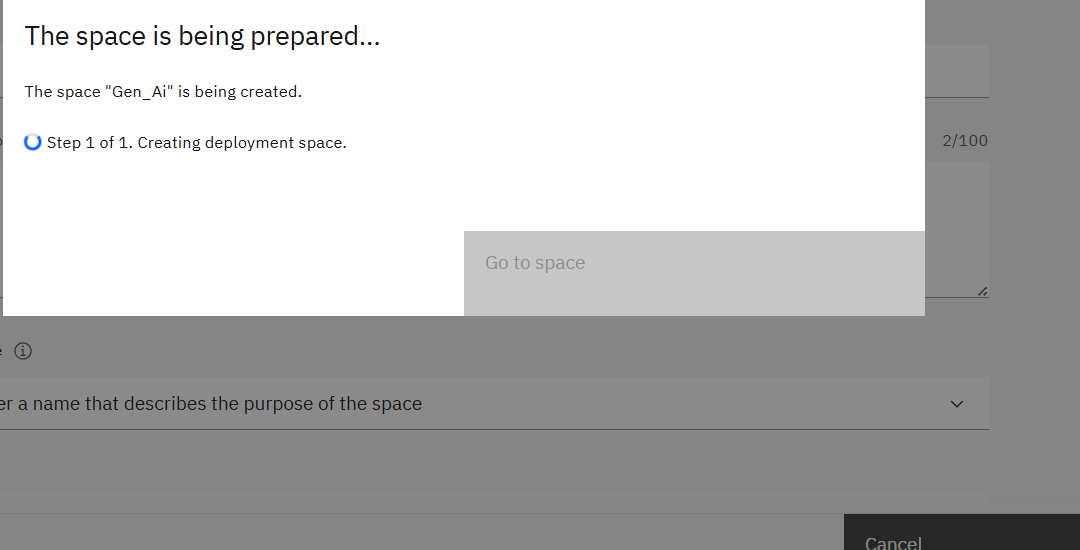 The space is being prepared...
The space "Gen_Ai" is being created.
Step 1 of 1. Creating deployment space.
2/100
Go to space
a name that describes the purpose of the space
Cancel